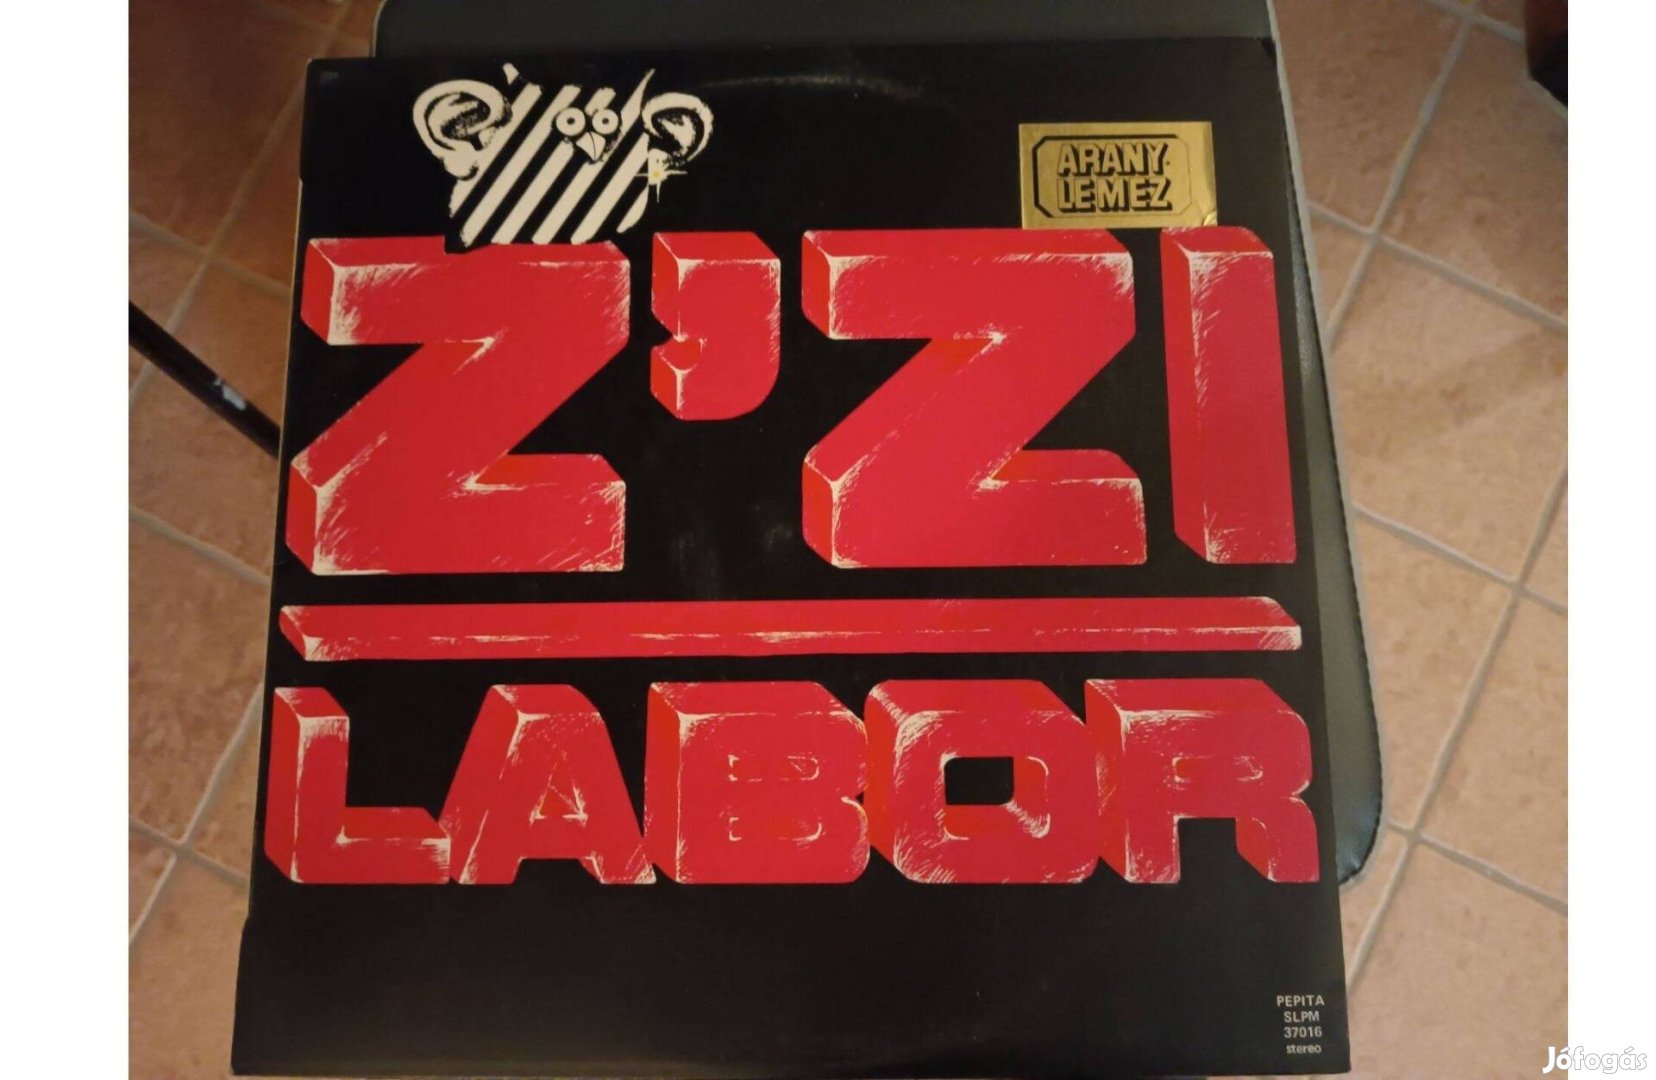 ARANY-
LEMEZ
Z'ZI
LABOR
PEPITA
SLPM
37016
stereo
Jófogás